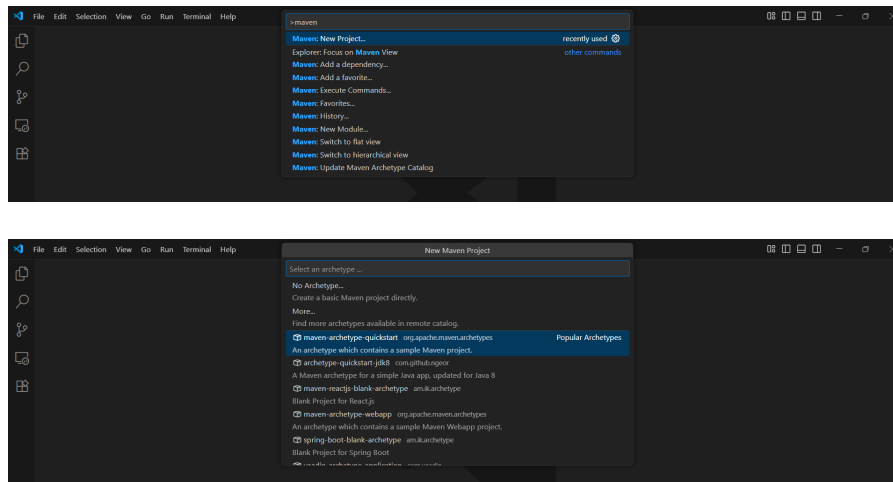 File Edit Selection View Go Run Terminal Help
>maven
Maven: New Project... recently used
Explorer: Focus on Maven View other commands
Maven: Add a dependency...
Maven: Add a favorite...
Maven: Execute Commands...
Maven: Favorites...
Maven: History...
Maven: New Module...
Maven: Switch to flat view
Maven: Switch to hierarchical view
Maven: Update Maven Archetype Catalog
File Edit Selection View Go Run Terminal Help
New Maven Project
Select an archetype ...
No Archetype...
Create a basic Maven project directly.
More...
Find more archetypes available in remote catalog.
maven-archetype-quickstart org.apache.maven.archetypes Popular Archetypes
An archetype which contains a sample Maven project.
archetype-quickstart-jdk8 com.github.ngeor
A Maven archetype for a simple Java app, updated for Java 8
maven-reactjs-blank-archetype am.ik.archetype
Blank Project for React.js
maven-archetype-webapp org.apache.maven.archetypes
An archetype which contains a sample Maven Webapp project.
spring-boot-blank-archetype am.ik.archetype
Blank Project for Spring Boot